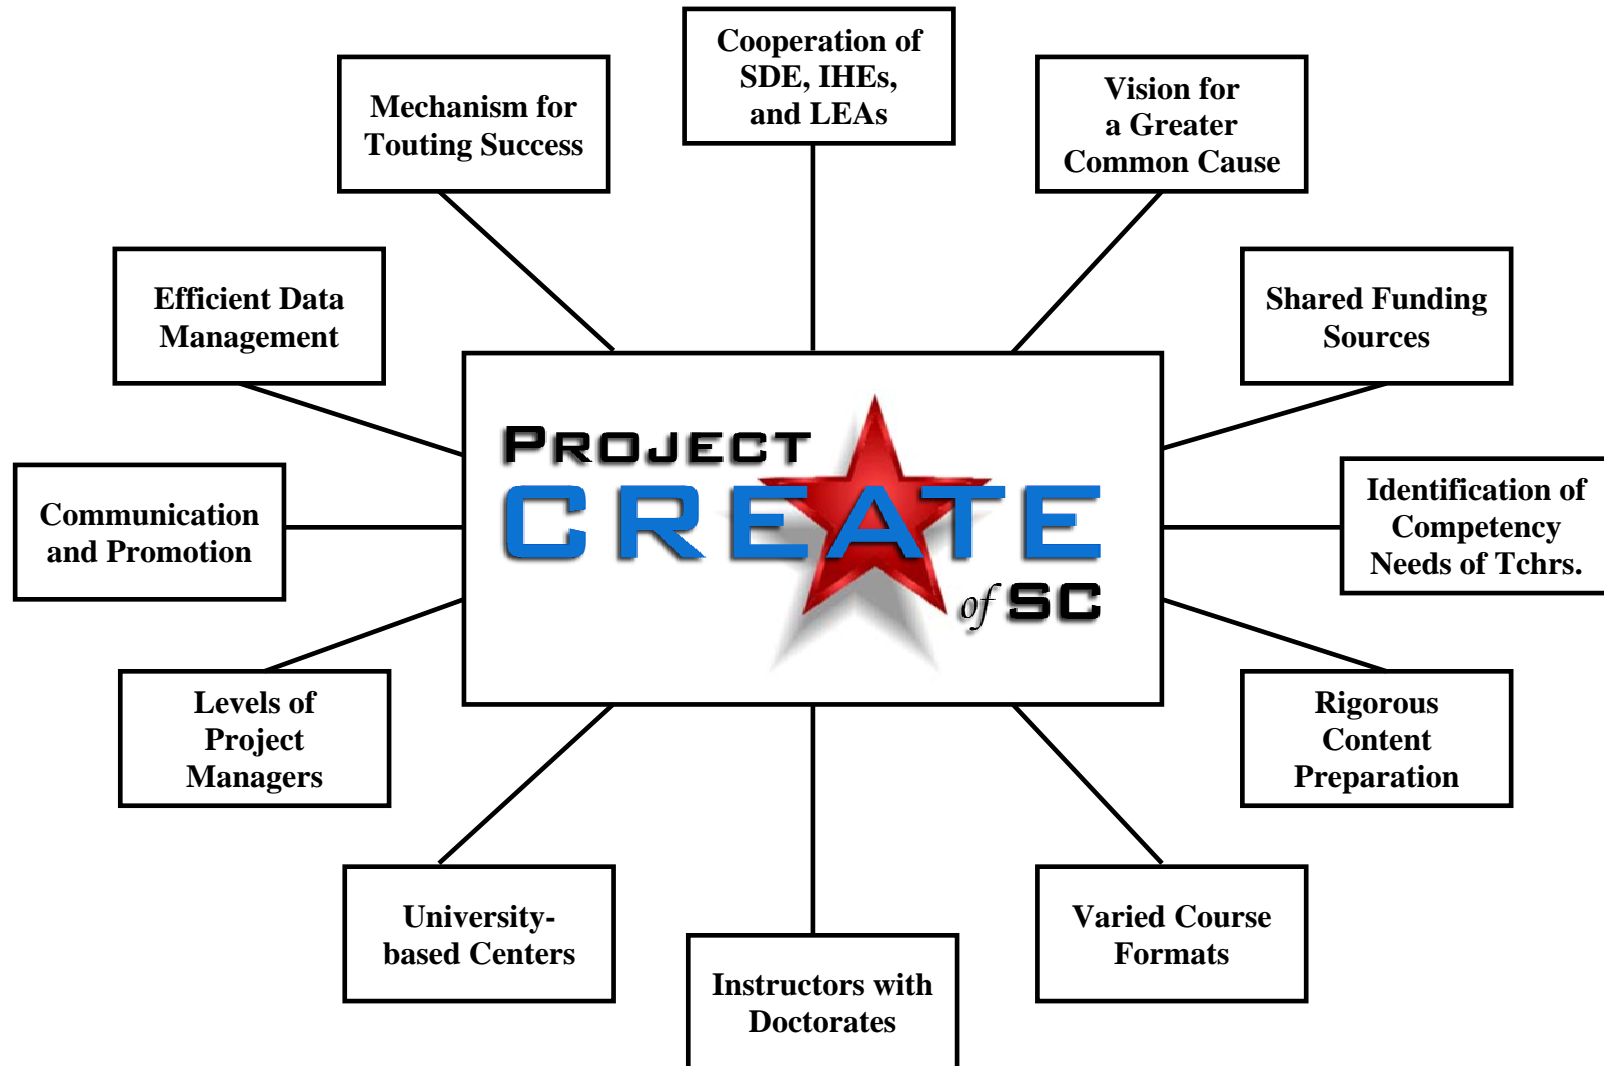 Cooperation of
SDE, IHEs,
and LEAs
Mechanism for
Touting Success
Vision for
a Greater
Common Cause
Efficient Data
Management
Shared Funding
Sources
PROJECT
CREATE
of SC
Communication
and Promotion
Identification of
Competency
Needs of Tchrs.
Levels of
Project
Managers
Rigorous
Content
Preparation
University-
based Centers
Varied Course
Formats
Instructors with
Doctorates